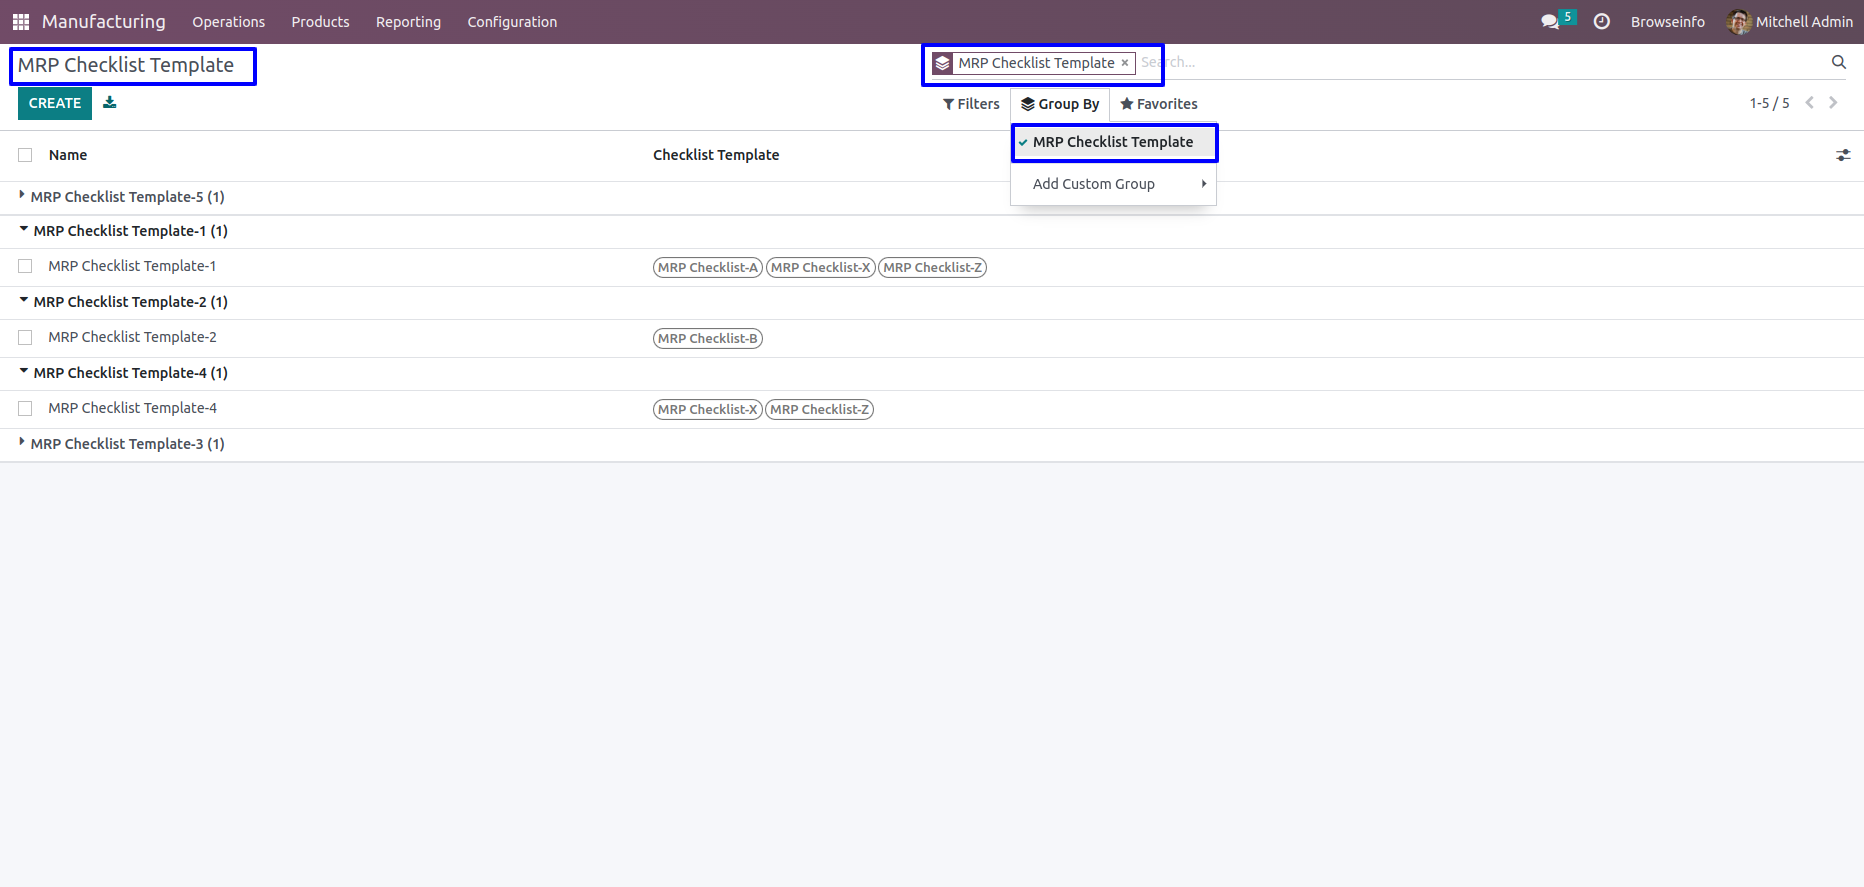 Manufacturing Operations Products Reporting Configuration 5 Browseinfo Mitchell Admin
MRP Checklist Template MRP Checklist Template × Search...
CREATE Filters Group By Favorites 1-5 / 5
MRP Checklist Template
Add Custom Group
Name Checklist Template
MRP Checklist Template-5 (1)
MRP Checklist Template-1 (1)
MRP Checklist Template-1 MRP Checklist-A MRP Checklist-X MRP Checklist-Z
MRP Checklist Template-2 (1)
MRP Checklist Template-2 MRP Checklist-B
MRP Checklist Template-4 (1)
MRP Checklist Template-4 MRP Checklist-X MRP Checklist-Z
MRP Checklist Template-3 (1)